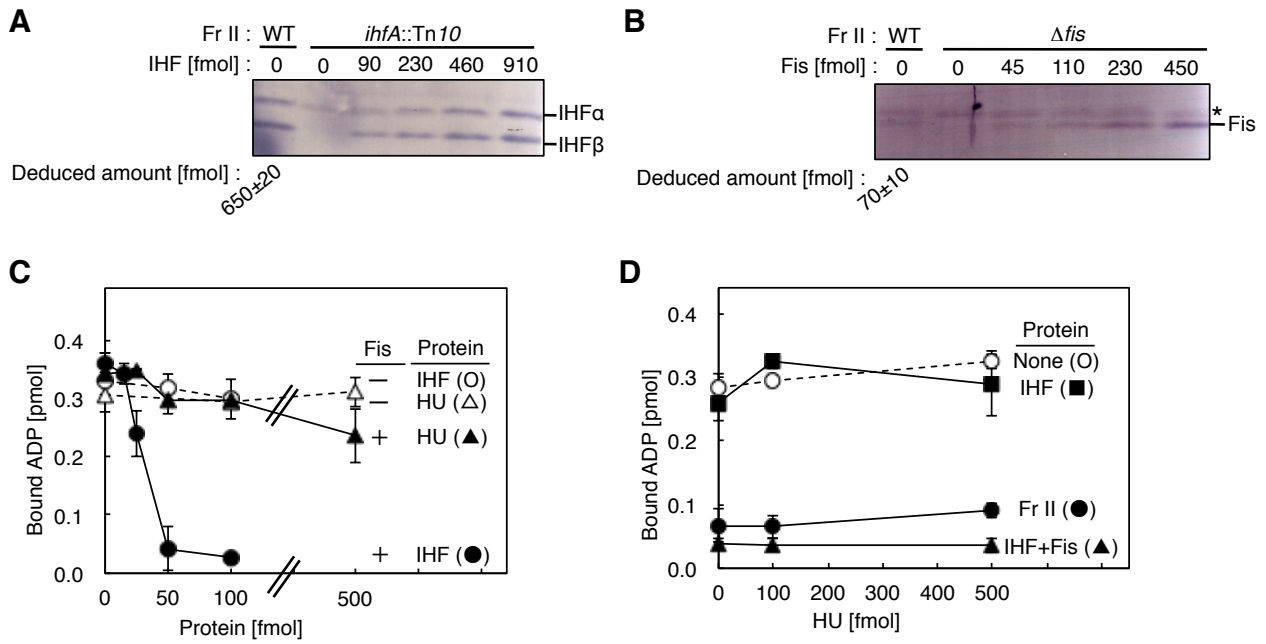 A
Fr II : WT ihfA::Tn10
IHF [fmol] : 0 0 90 230 460 910
IHFα
IHFβ
Deduced amount [fmol] :
650±20
B
Fr II : WT Δfis
Fis [fmol] : 0 0 45 110 230 450
*
Fis
Deduced amount [fmol] :
70±10
C
Bound ADP [pmol]
0.4
0.3
0.2
0.1
0.0
0 50 100 500
Protein [fmol]
Fis Protein
− IHF (○)
− HU (△)
+ HU (▲)
+ IHF (●)
D
Bound ADP [pmol]
0.4
0.3
0.2
0.1
0.0
0 100 200 300 400 500
HU [fmol]
Protein
None (○)
IHF (■)
Fr II (●)
IHF+Fis (▲)